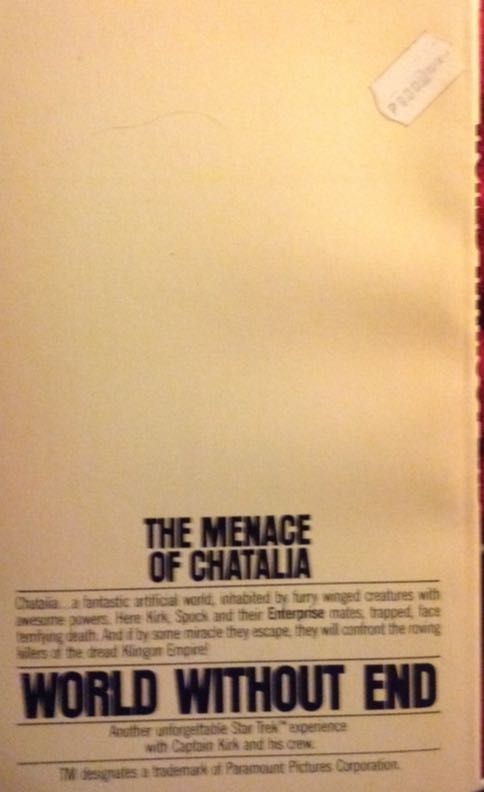 THE MENACE
OF CHATALIA
Chatalia... a fantastic artificial world, inhabited by furry winged creatures with
awesome powers. Here Kirk, Spock and their Enterprise mates, trapped, face
terrifying death. And if by some miracle they escape, they will confront the roving
killers of the dread Klingon Empire!
WORLD WITHOUT END
Another unforgettable Star Trek™ experience
with Captain Kirk and his crew.
TM designates a trademark of Paramount Pictures Corporation.